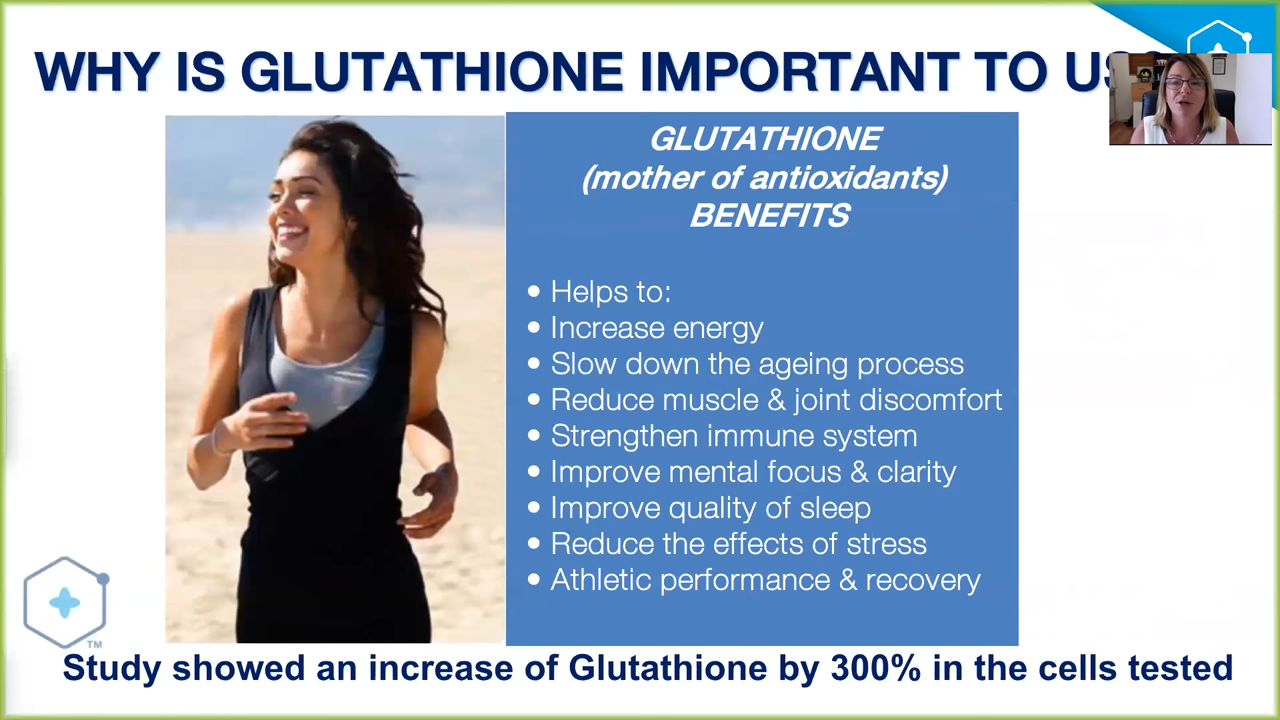 WHY IS GLUTATHIONE IMPORTANT TO US
GLUTATHIONE
(mother of antioxidants)
BENEFITS
• Helps to:
• Increase energy
• Slow down the ageing process
• Reduce muscle & joint discomfort
• Strengthen immune system
• Improve mental focus & clarity
• Improve quality of sleep
• Reduce the effects of stress
• Athletic performance & recovery
TM
Study showed an increase of Glutathione by 300% in the cells tested